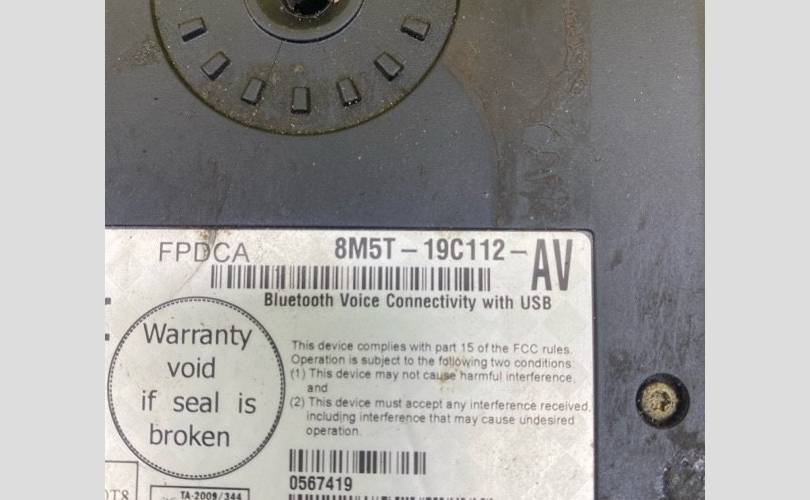 FPDCA
8M5T-19C112-AV
Bluetooth Voice Connectivity with USB
Warranty
void
if seal is
broken
This device complies with part 15 of the FCC rules.
Operation is subject to the following two conditions
(1) This device may not cause harmful interference,
and
(2) This device must accept any interference received,
including interference that may cause undesired
operation.
0567419
TA-2009/344